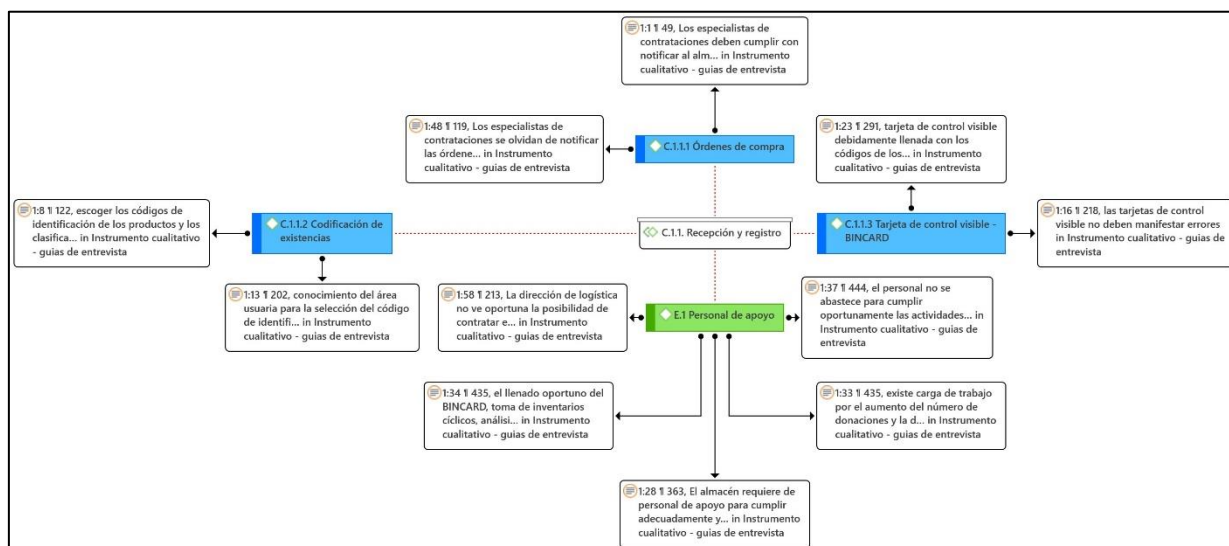 1:1 ¶ 49, Los especialistas de
contrataciones deben cumplir con
notificar al alm... in Instrumento
cualitativo - guias de entrevista
1:48 ¶ 119, Los especialistas de
contrataciones se olvidan de notificar
las órdene... in Instrumento
cualitativo - guias de entrevista
C.1.1.1 Órdenes de compra
1:23 ¶ 291, tarjeta de control visible
debidamente llenada con los
códigos de los... in Instrumento
cualitativo - guias de entrevista
1:8 ¶ 122, escoger los códigos de
identificación de los productos y los
clasifica... in Instrumento cualitativo
- guias de entrevista
C.1.1.2 Codificación de
existencias
C.1.1. Recepción y registro
C.1.1.3 Tarjeta de control visible -
BINCARD
1:16 ¶ 218, las tarjetas de control
visible no deben manifestar errores
in Instrumento cualitativo - guias de
entrevista
1:13 ¶ 202, conocimiento del área
usuaria para la selección del código
de identifi... in Instrumento
cualitativo - guias de entrevista
1:58 ¶ 213, La dirección de logística
no ve oportuna la posibilidad de
contratar e... in Instrumento
cualitativo - guias de entrevista
E.1 Personal de apoyo
1:37 ¶ 444, el personal no se
abastece para cumplir
oportunamente las actividades... in
Instrumento cualitativo - guias de
entrevista
1:34 ¶ 435, el llenado oportuno del
BINCARD, toma de inventarios
cíclicos, análisi... in Instrumento
cualitativo - guias de entrevista
1:33 ¶ 435, existe carga de trabajo
por el aumento del número de
donaciones y la d... in Instrumento
cualitativo - guias de entrevista
1:28 ¶ 363, El almacén requiere de
personal de apoyo para cumplir
adecuadamente y... in Instrumento
cualitativo - guias de entrevista